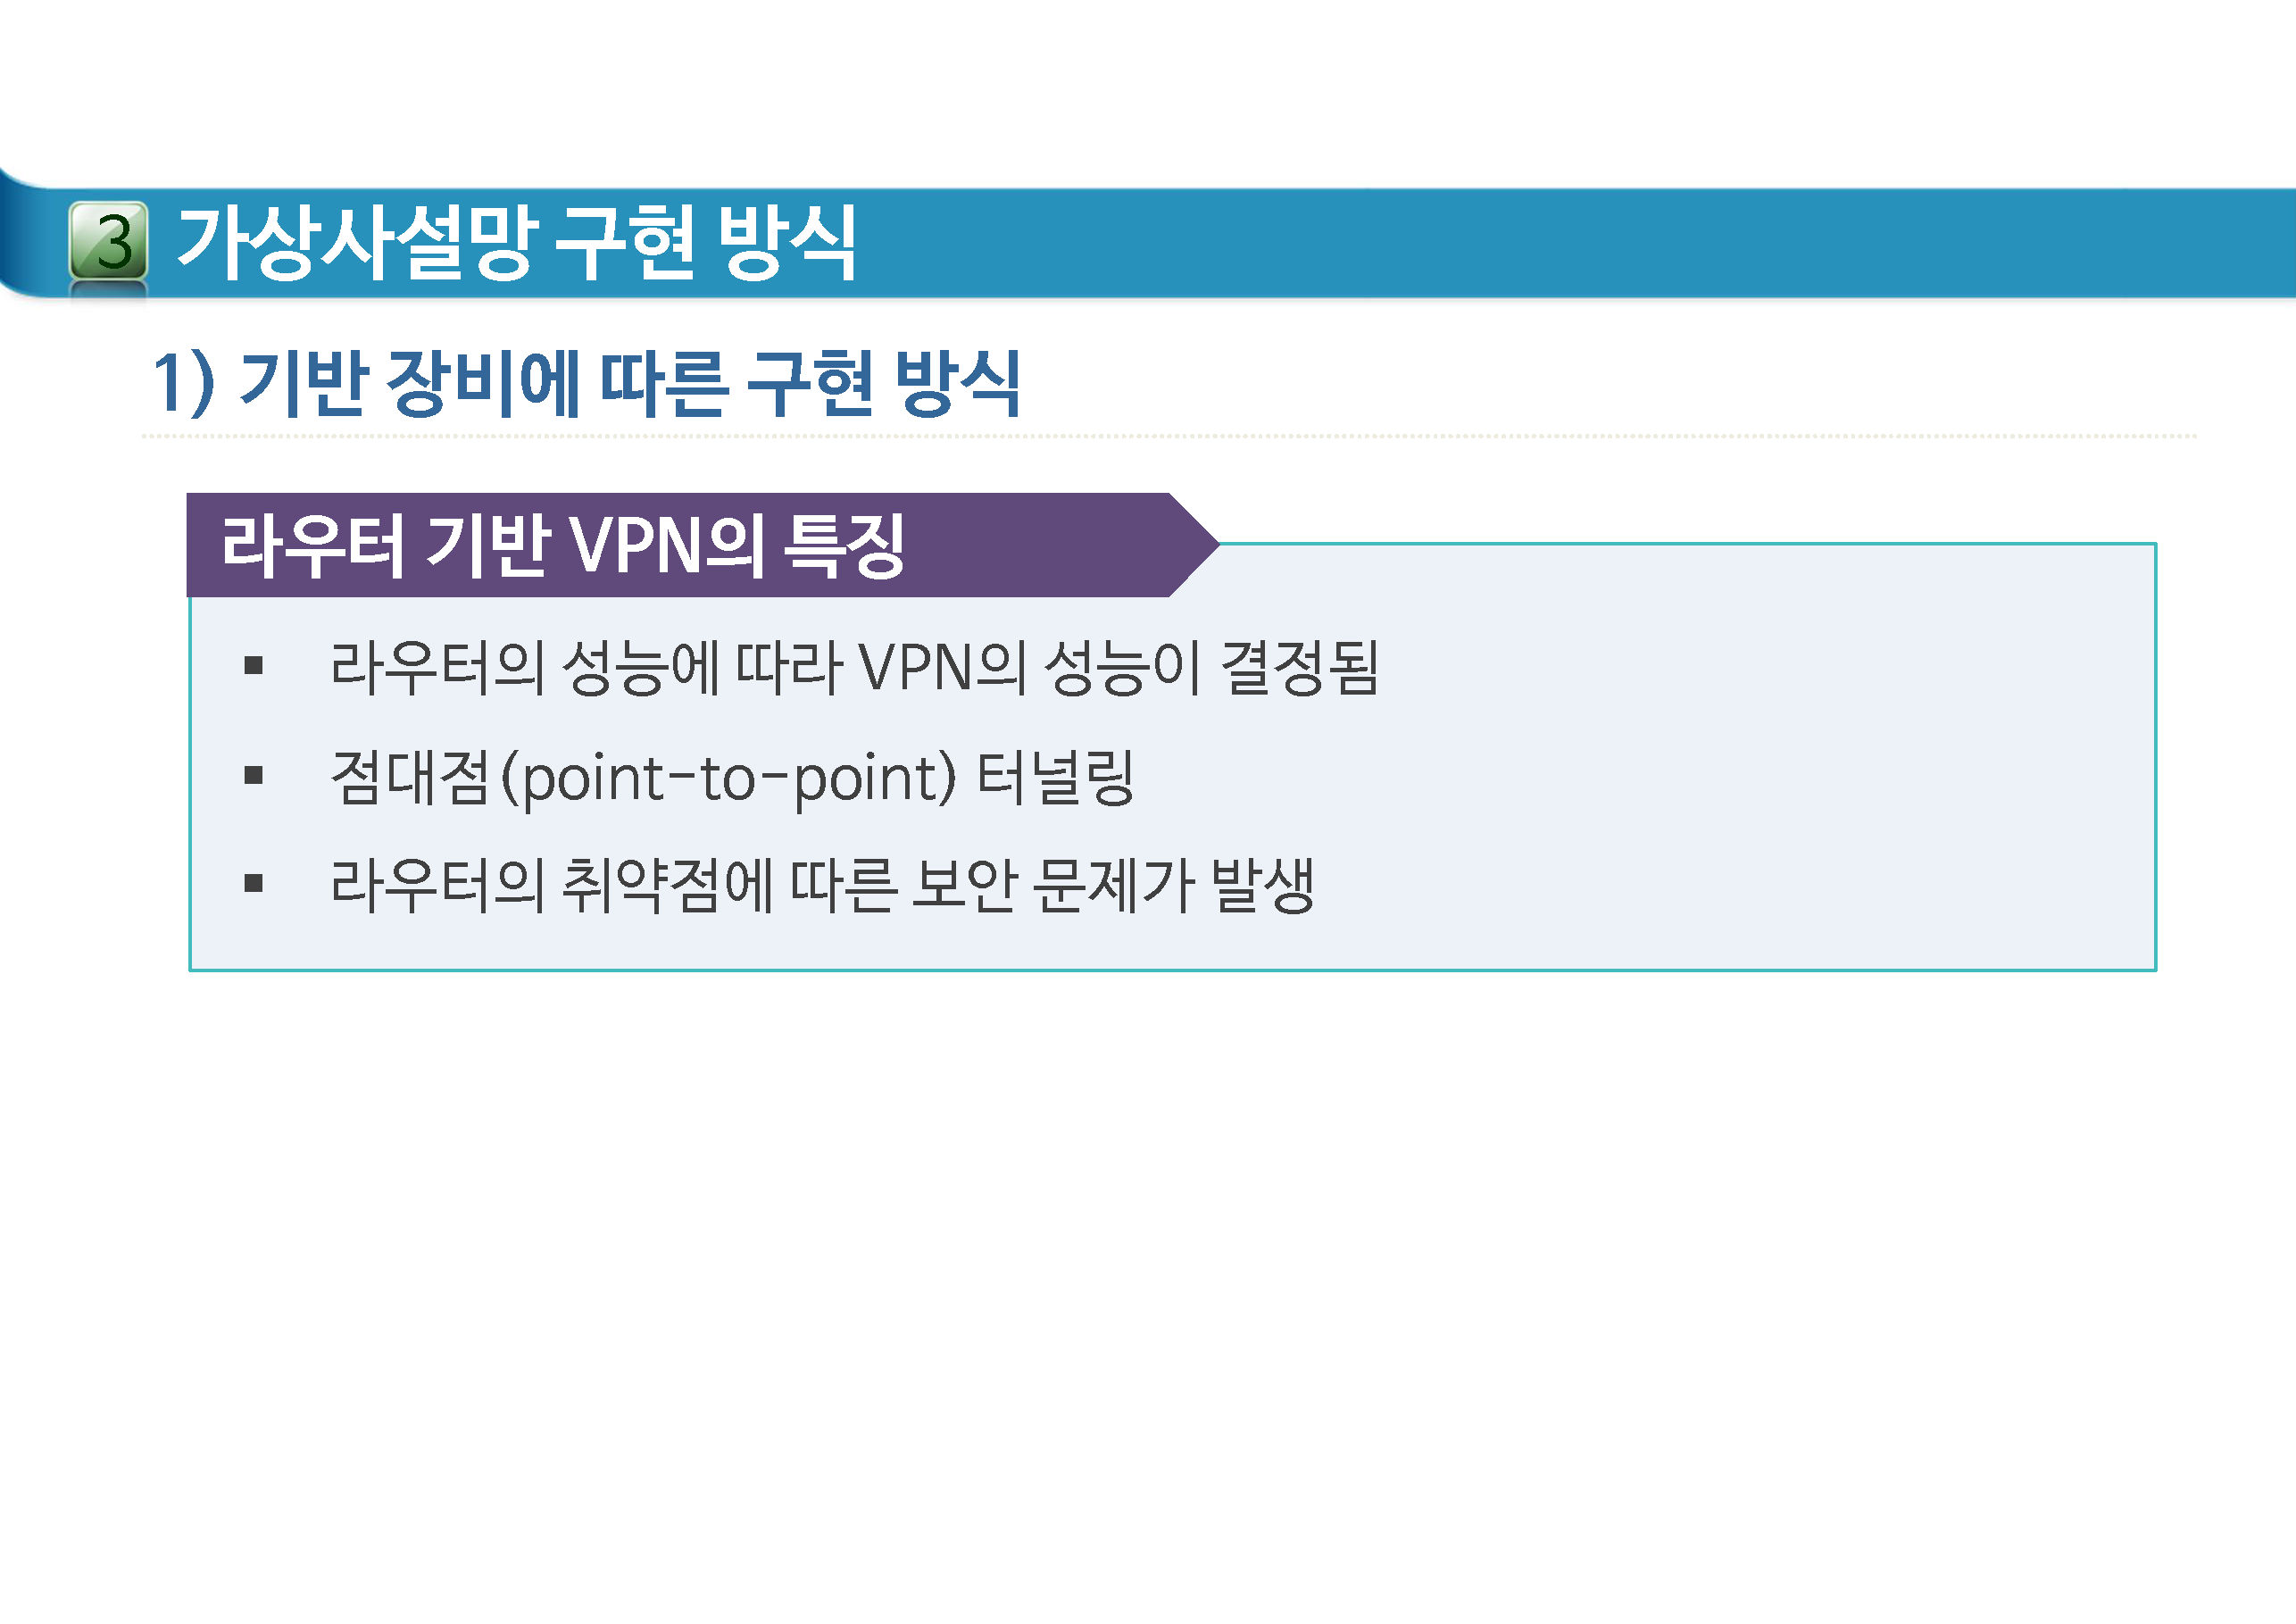 3 가상사설망 구현 방식
1) 기반 장비에 따른 구현 방식
라우터 기반 VPN의 특징
▪ 라우터의 성능에 따라 VPN의 성능이 결정됨
▪ 점대점(point-to-point) 터널링
▪ 라우터의 취약점에 따른 보안 문제가 발생